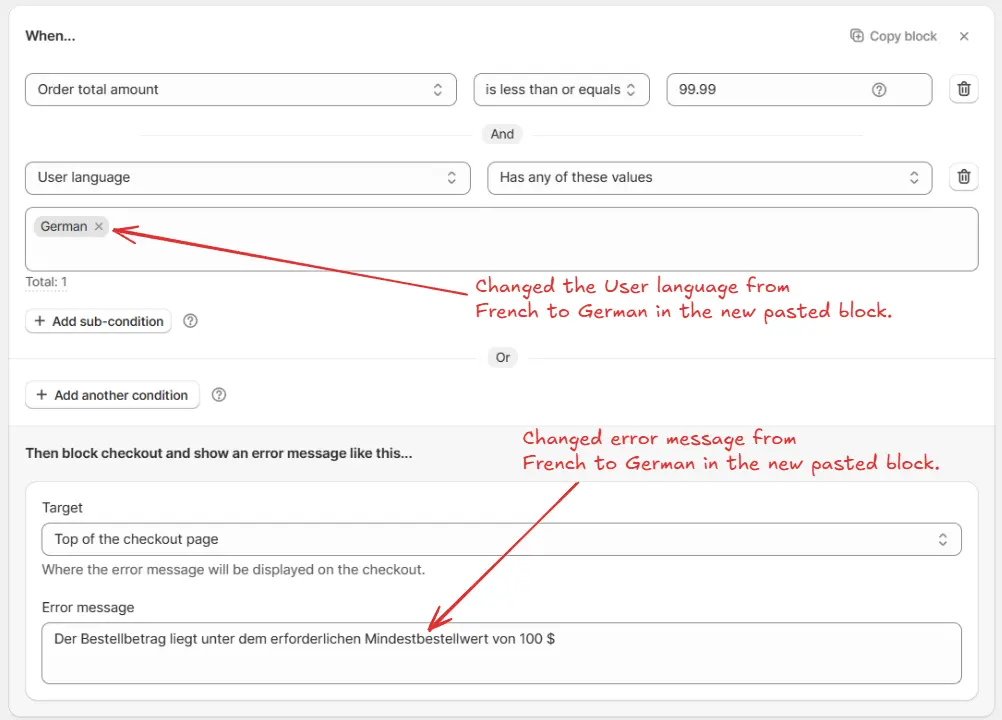 When...
Copy block
Order total amount
is less than or equals
99.99
And
User language
Has any of these values
German
Total: 1
Changed the User language from
French to German in the new pasted block.
Add sub-condition
Or
Add another condition
Changed error message from
French to German in the new pasted block.
Then block checkout and show an error message like this...
Target
Top of the checkout page
Where the error message will be displayed on the checkout.
Error message
Der Bestellbetrag liegt unter dem erforderlichen Mindestbestellwert von 100 $